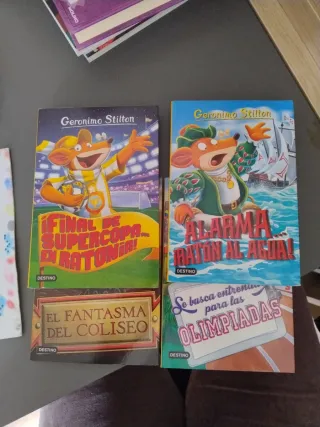 Geronimo Stilton
¡FINAL DE
SUPERCOPA...
EN RATONIA!
DESTINO
Geronimo Stilton
ALARMA...
¡RATÓN AL AGUA!
DESTINO
EL FANTASMA
DEL COLISEO
DESTINO
Se busca
para las
OLIMPIADAS
DESTINO